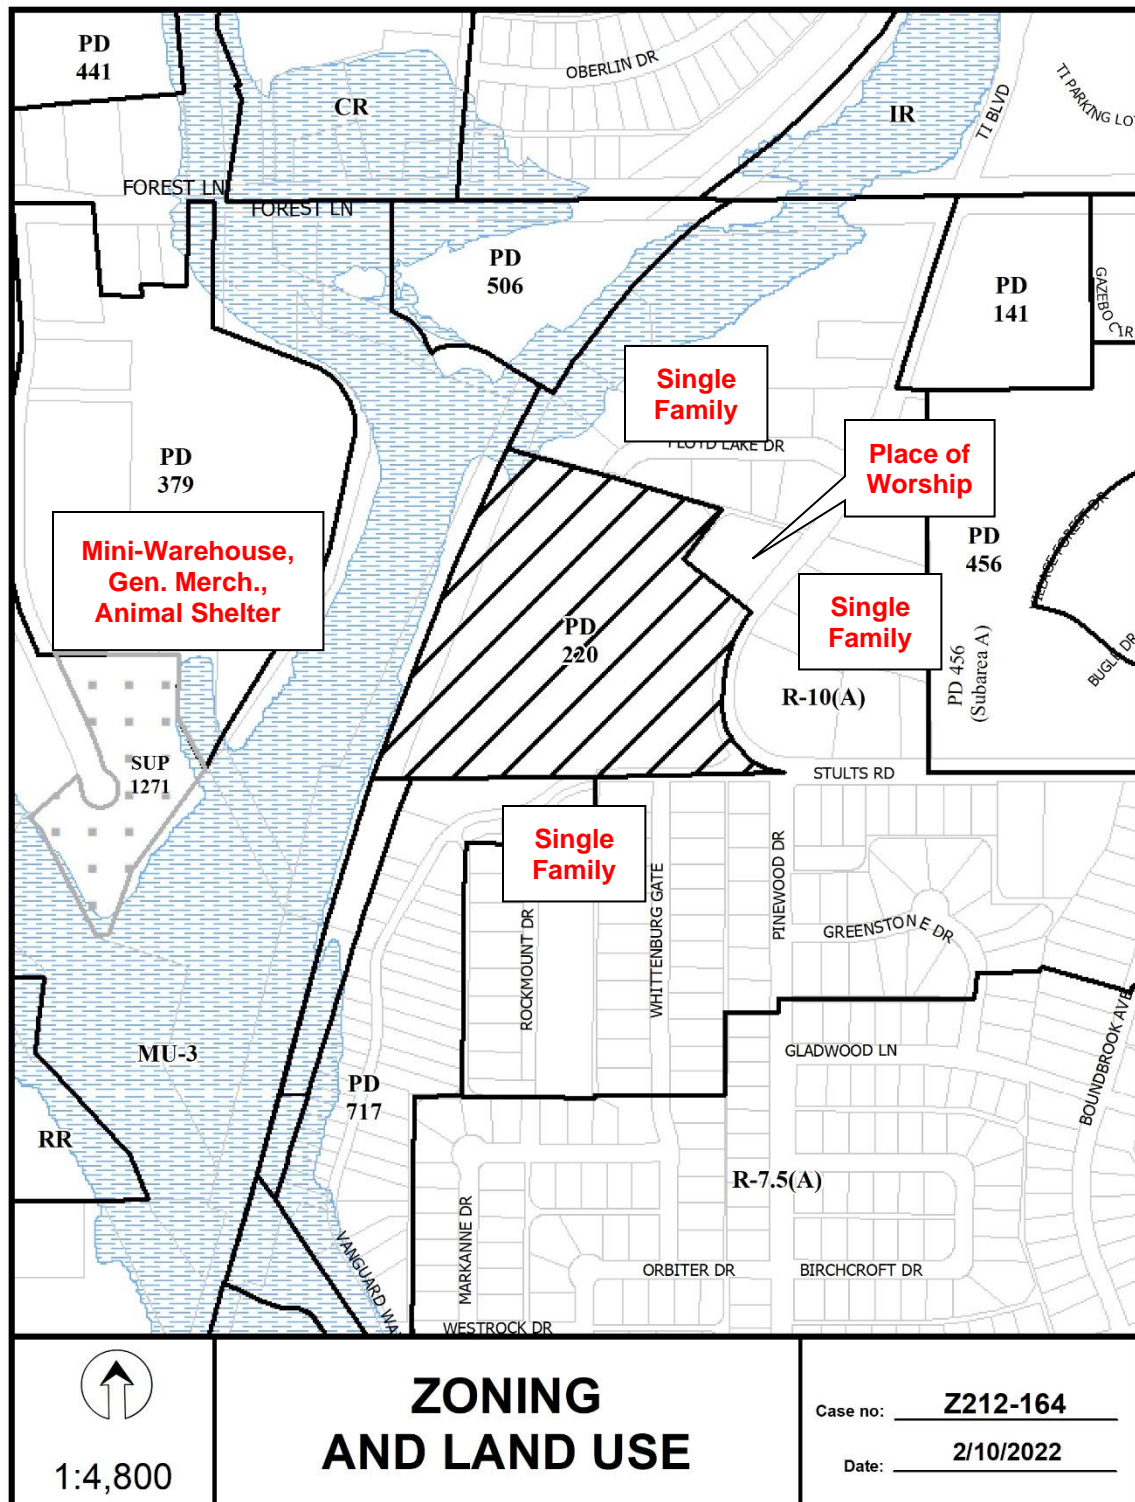 PD
441
CR
OBERLIN DR
IR
TI BLVD
TI PARKING LOT
FOREST LN
FOREST LN
PD
506
PD
141
GAZEBO CIR
Single
Family
FLOYD LAKE DR
Place of
Worship
PD
379
Mini-Warehouse,
Gen. Merch.,
Animal Shelter
PD
456
VILLAGE FOREST DR
Single
Family
PD
220
BUGLE DR
PD 456
(Subarea A)
R-10(A)
SUP
1271
STULTS RD
Single
Family
ROCKMOUNT DR
WHITTENBURG GATE
PINEWOOD DR
GREENSTONE DR
MU-3
GLADWOOD LN
BOUNDBROOK AVE
PD
717
RR
R-7.5(A)
MARKANNE DR
VANGUARD WAY
ORBITER DR
BIRCHCROFT DR
WESTROCK DR
1:4,800
ZONING
AND LAND USE
Case no: Z212-164
Date: 2/10/2022